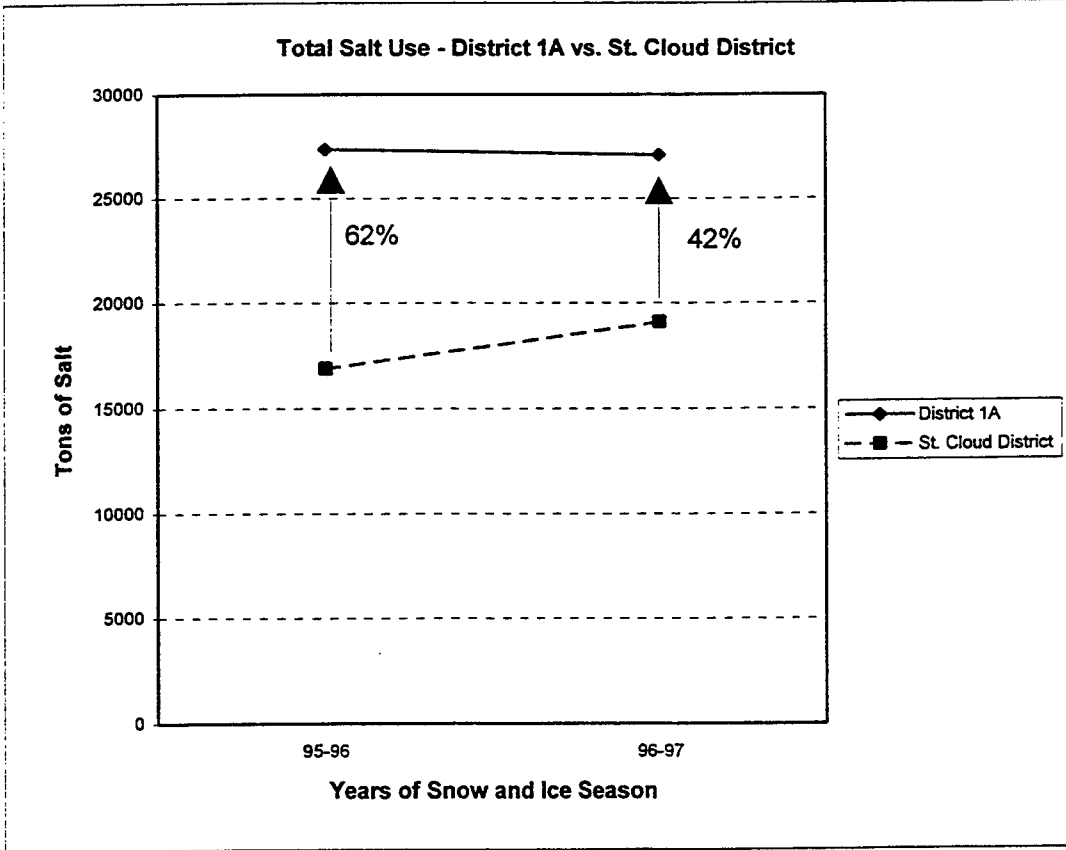 Total Salt Use - District 1A vs. St. Cloud District
30000
25000
20000
15000
10000
5000
0
Tons of Salt
62%
42%
District 1A
St. Cloud District
95-96
96-97
Years of Snow and Ice Season